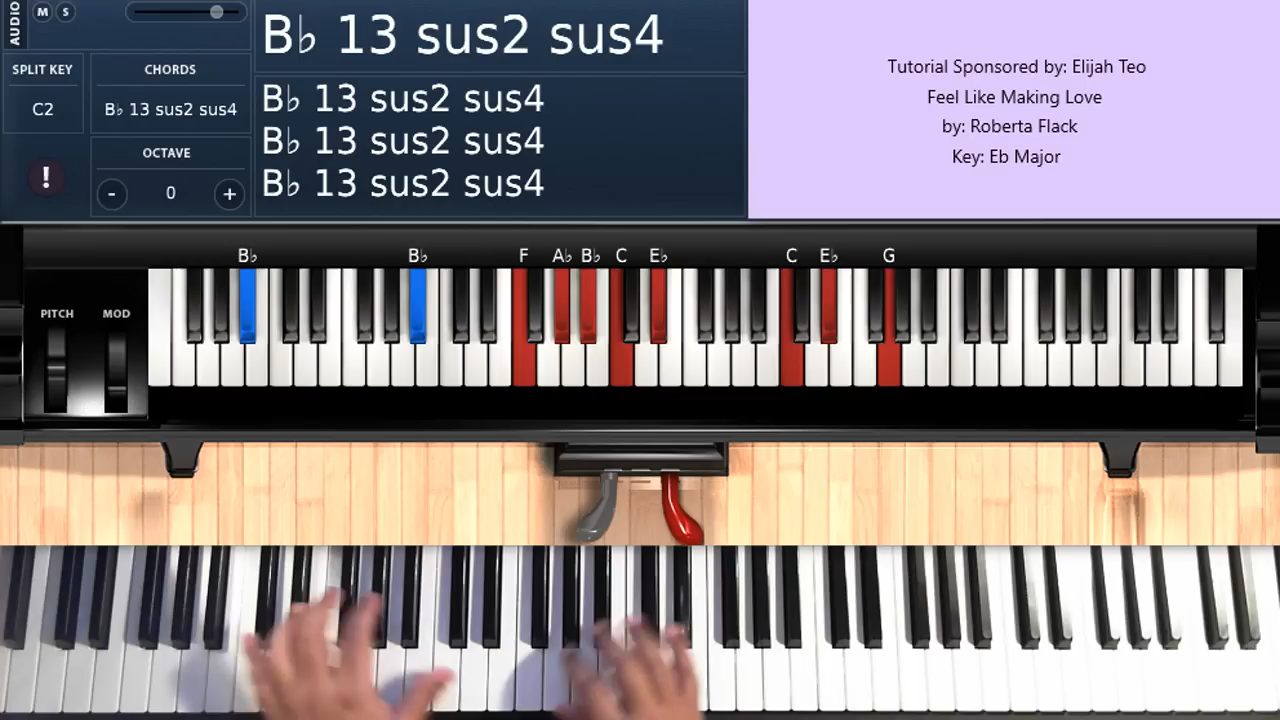 AUDIO
M S
SPLIT KEY
C2
!
CHORDS
B♭ 13 sus2 sus4
OCTAVE
- 0 +
B♭ 13 sus2 sus4
B♭ 13 sus2 sus4
B♭ 13 sus2 sus4
B♭ 13 sus2 sus4
Tutorial Sponsored by: Elijah Teo
Feel Like Making Love
by: Roberta Flack
Key: Eb Major
B♭ B♭ F A♭ B♭ C E♭ C E♭ G
PITCH MOD